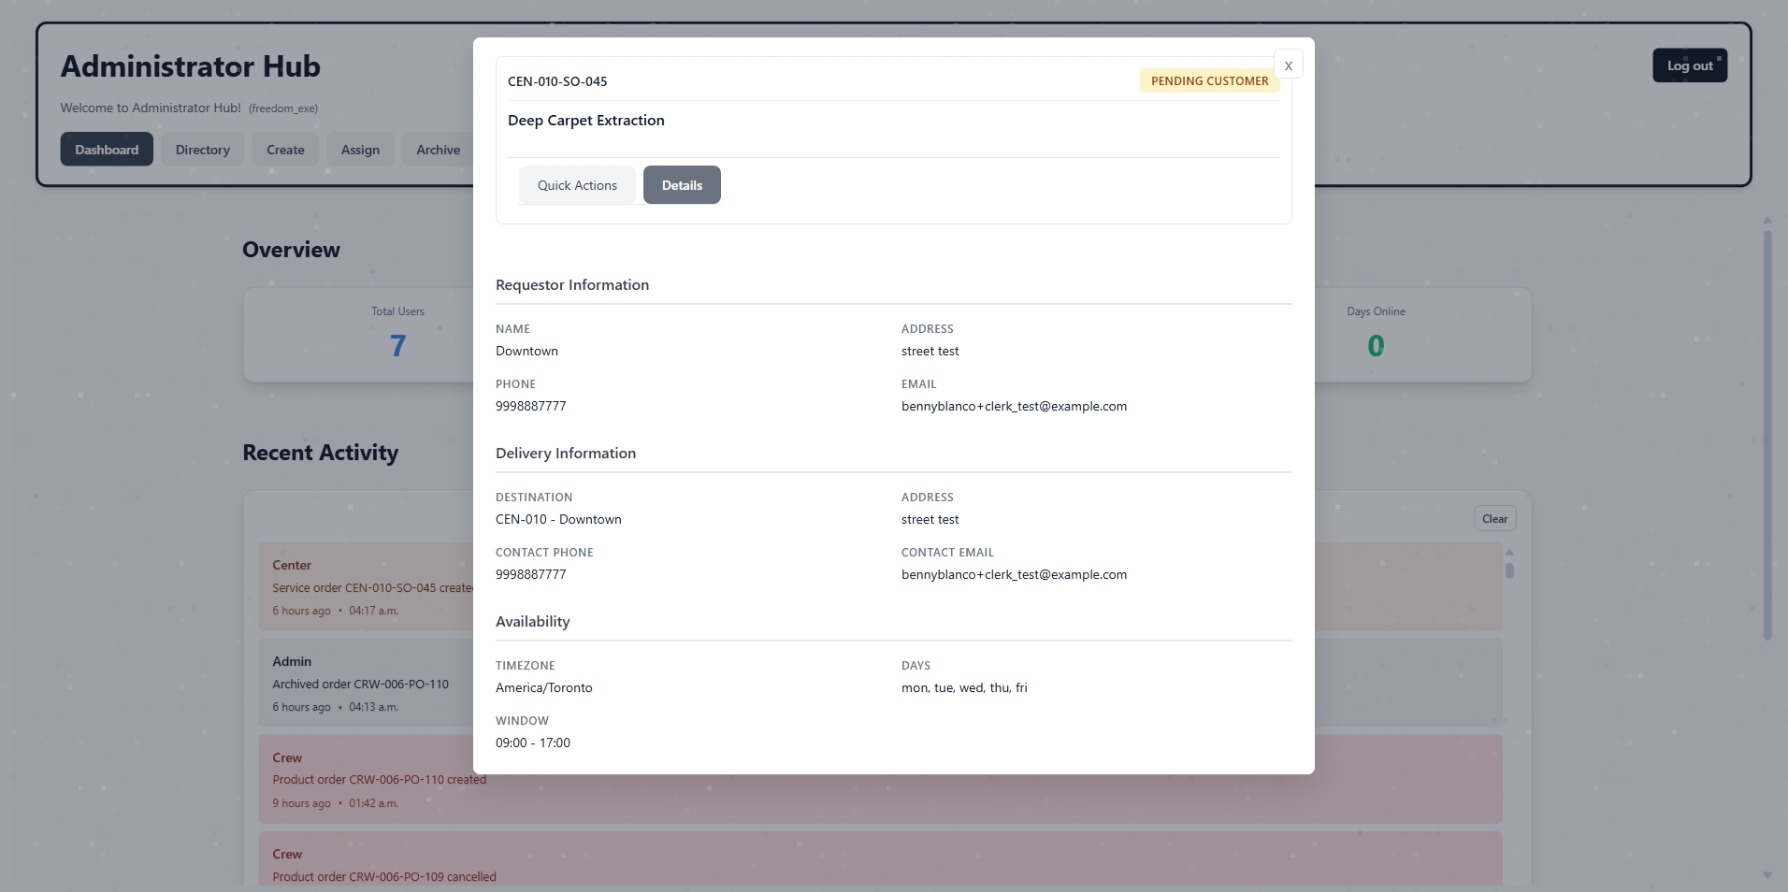 Administrator Hub
Log out
Welcome to Administrator Hub! (freedom_exe)
Dashboard
Directory
Create
Assign
Archive
Overview
Total Users
7
Days Online
0
Recent Activity
Clear
Center
Service order CEN-010-SO-045 create
6 hours ago • 04:17 a.m.
Admin
Archived order CRW-006-PO-110
6 hours ago • 04:13 a.m.
Crew
Product order CRW-006-PO-110 created
9 hours ago • 01:42 a.m.
Crew
Product order CRW-006-PO-109 cancelled
X
CEN-010-SO-045
PENDING CUSTOMER
Deep Carpet Extraction
Quick Actions
Details
Requestor Information
NAME
Downtown
ADDRESS
street test
PHONE
9998887777
EMAIL
bennyblanco+clerk_test@example.com
Delivery Information
DESTINATION
CEN-010 - Downtown
ADDRESS
street test
CONTACT PHONE
9998887777
CONTACT EMAIL
bennyblanco+clerk_test@example.com
Availability
TIMEZONE
America/Toronto
DAYS
mon, tue, wed, thu, fri
WINDOW
09:00 - 17:00